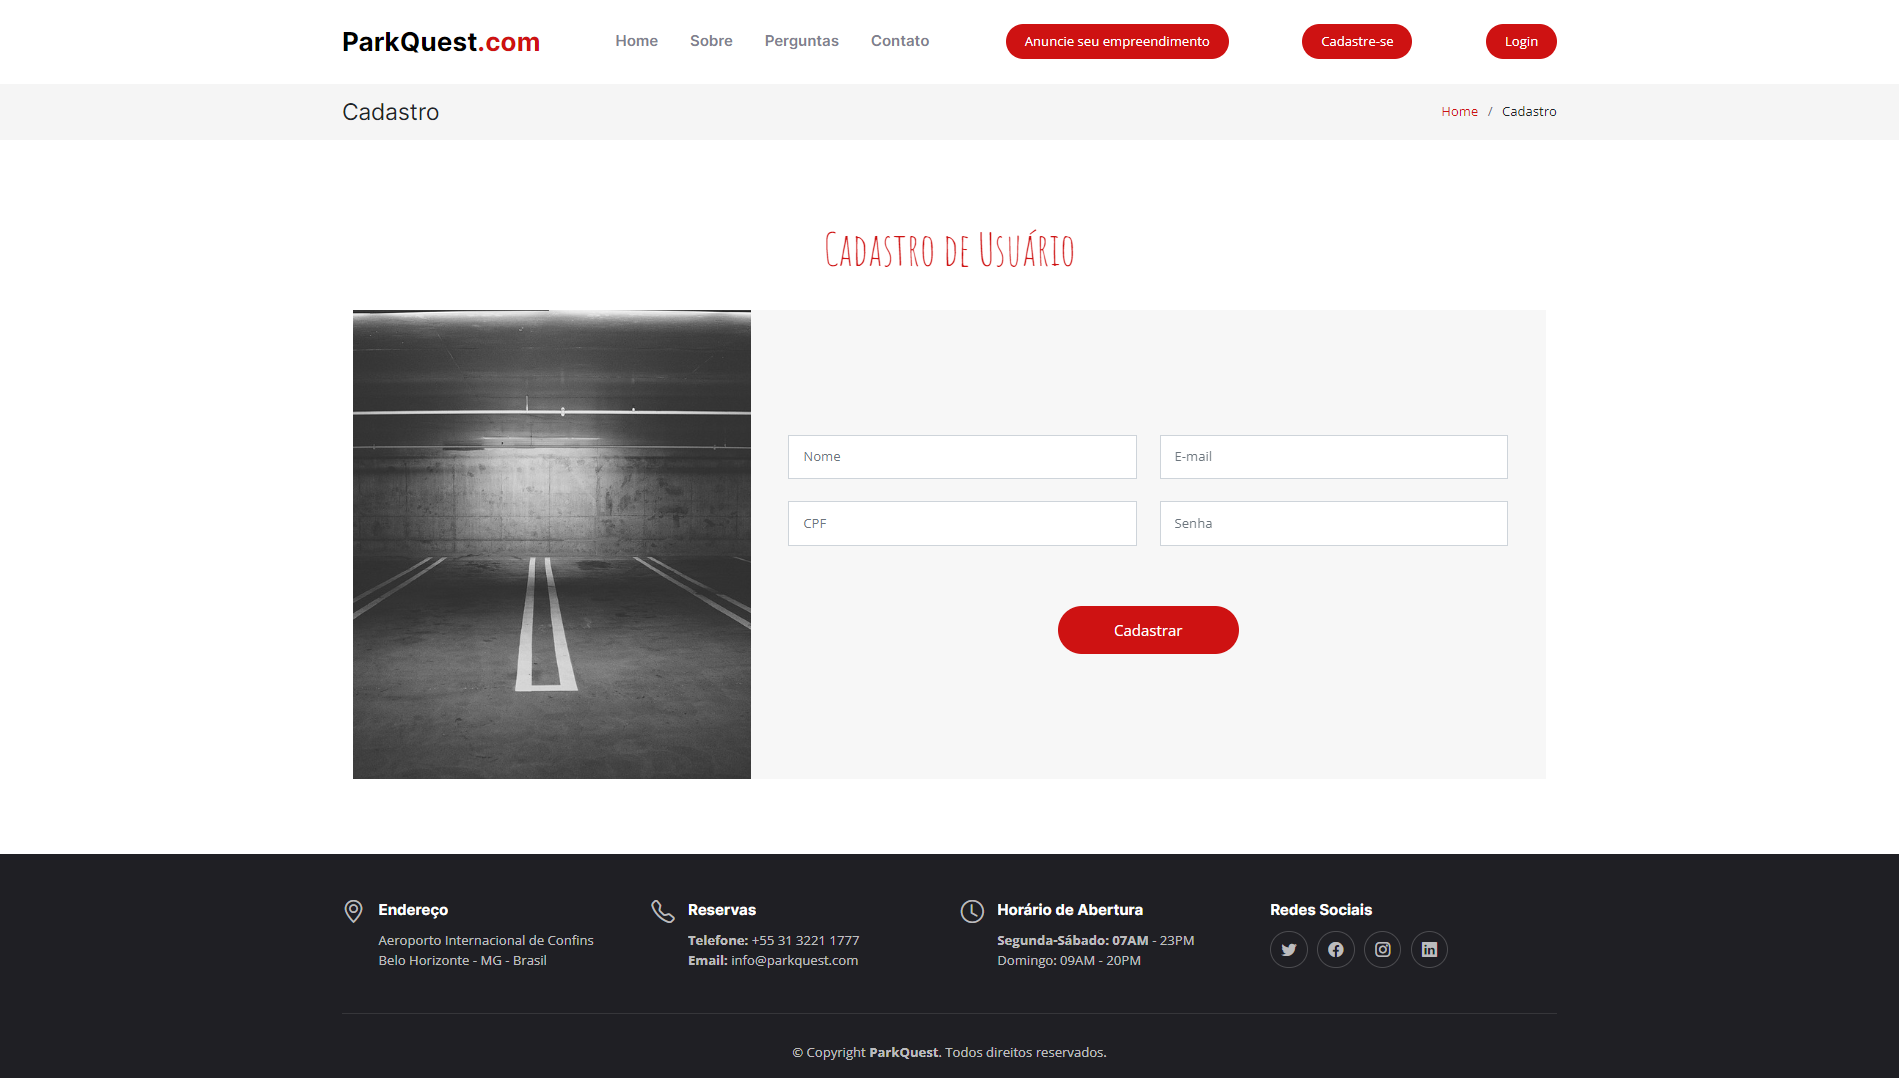 ParkQuest.com
Home Sobre Perguntas Contato
Anuncie seu empreendimento
Cadastre-se
Login
Cadastro
Home / Cadastro
Cadastro de Usuário
Nome
E-mail
CPF
Senha
Cadastrar
Endereço
Aeroporto Internacional de Confins
Belo Horizonte - MG - Brasil
Reservas
Telefone: +55 31 3221 1777
Email: info@parkquest.com
Horário de Abertura
Segunda-Sábado: 07AM - 23PM
Domingo: 09AM - 20PM
Redes Sociais
© Copyright ParkQuest. Todos direitos reservados.